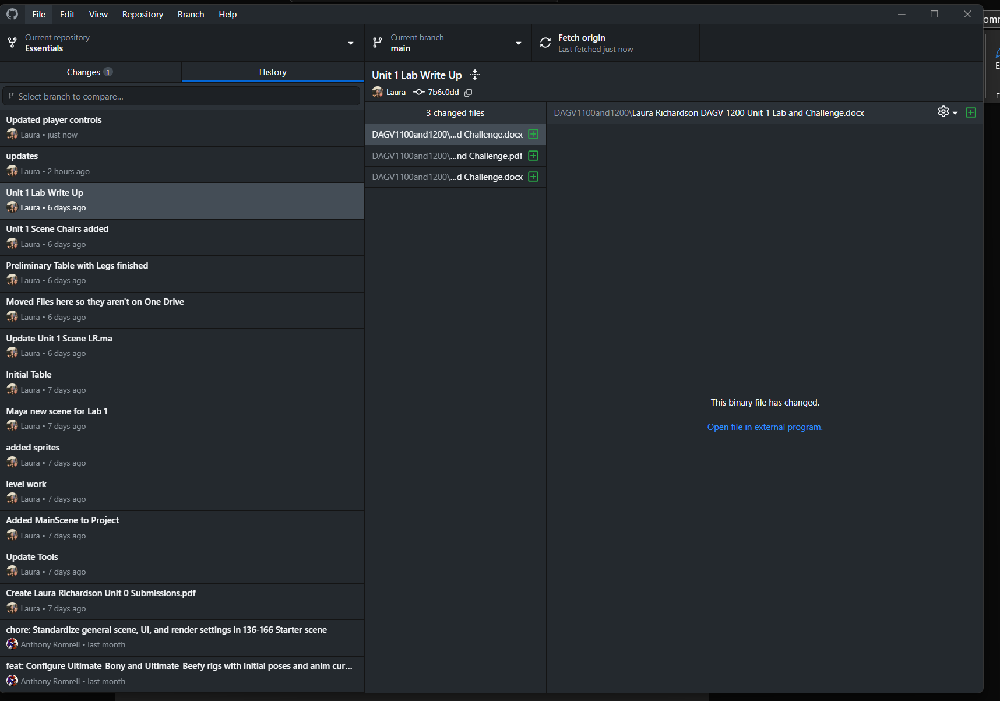 File Edit View Repository Branch Help
Current repository
Essentials
Current branch
main
Fetch origin
Last fetched just now
Changes 1
History
Select branch to compare...
Updated player controls
Laura • just now
updates
Laura • 2 hours ago
Unit 1 Lab Write Up
Laura • 6 days ago
Unit 1 Scene Chairs added
Laura • 6 days ago
Preliminary Table with Legs finished
Laura • 6 days ago
Moved Files here so they aren't on One Drive
Laura • 6 days ago
Update Unit 1 Scene LR.ma
Laura • 6 days ago
Initial Table
Laura • 7 days ago
Maya new scene for Lab 1
Laura • 7 days ago
added sprites
Laura • 7 days ago
level work
Laura • 7 days ago
Added MainScene to Project
Laura • 7 days ago
Update Tools
Laura • 7 days ago
Create Laura Richardson Unit 0 Submissions.pdf
Laura • 7 days ago
chore: Standardize general scene, UI, and render settings in 136-166 Starter scene
Anthony Romrell • last month
feat: Configure Ultimate_Bony and Ultimate_Beefy rigs with initial poses and anim cur...
Anthony Romrell • last month
Unit 1 Lab Write Up
Laura 7b6c0dd
3 changed files
DAGV1100and1200\...d Challenge.docx
DAGV1100and1200\...nd Challenge.pdf
DAGV1100and1200\...d Challenge.docx
DAGV1100and1200\Laura Richardson DAGV 1200 Unit 1 Lab and Challenge.docx
This binary file has changed.
Open file in external program.